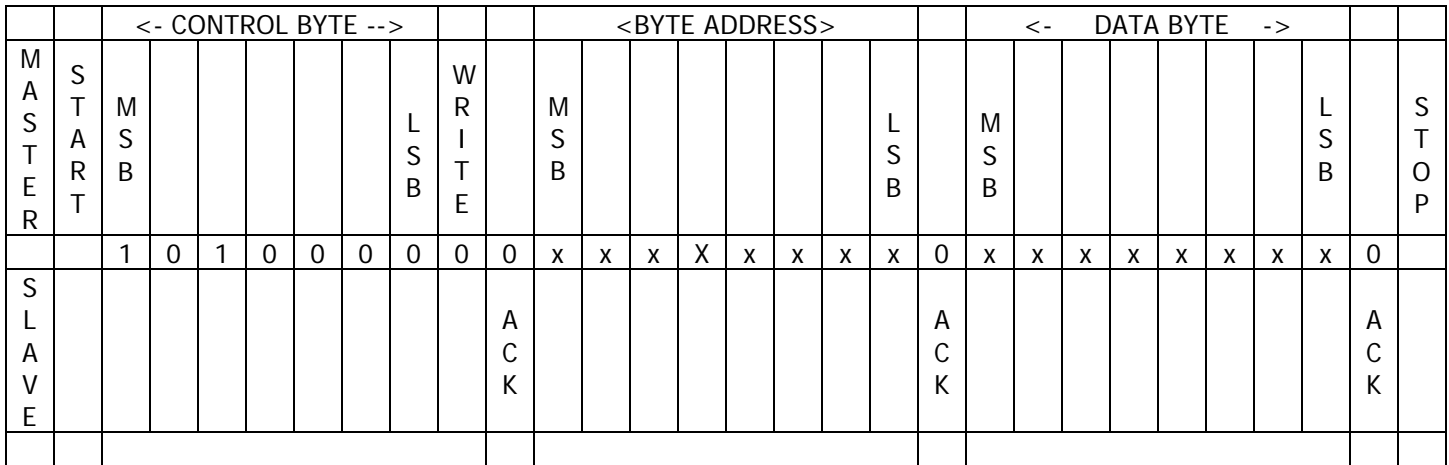 <- CONTROL BYTE --> <BYTE ADDRESS> <- DATA BYTE ->
MASTER START MSB LSB WRITE MSB LSB MSB LSB STOP
1 0 1 0 0 0 0 0 0 x x x X x x x x 0 x x x x x x x x 0
SLAVE ACK ACK ACK